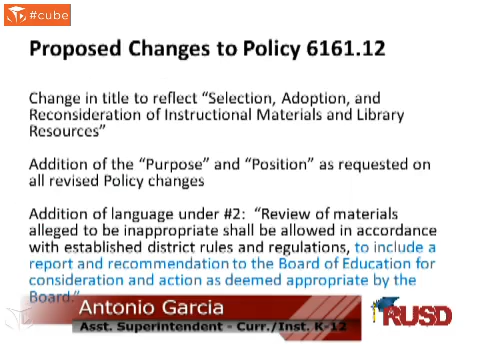 #cube
Proposed Changes to Policy 6161.12
Change in title to reflect “Selection, Adoption, and
Reconsideration of Instructional Materials and Library
Resources”
Addition of the “Purpose” and “Position” as requested on
all revised Policy changes
Addition of language under #2:  “Review of materials
alleged to be inappropriate shall be allowed in accordance
with established district rules and regulations, to include a
report and recommendation to the Board of Education for
consideration and action as deemed appropriate by the
Board.”
Antonio Garcia
Asst. Superintendent - Curr./Inst. K-12
RUSD